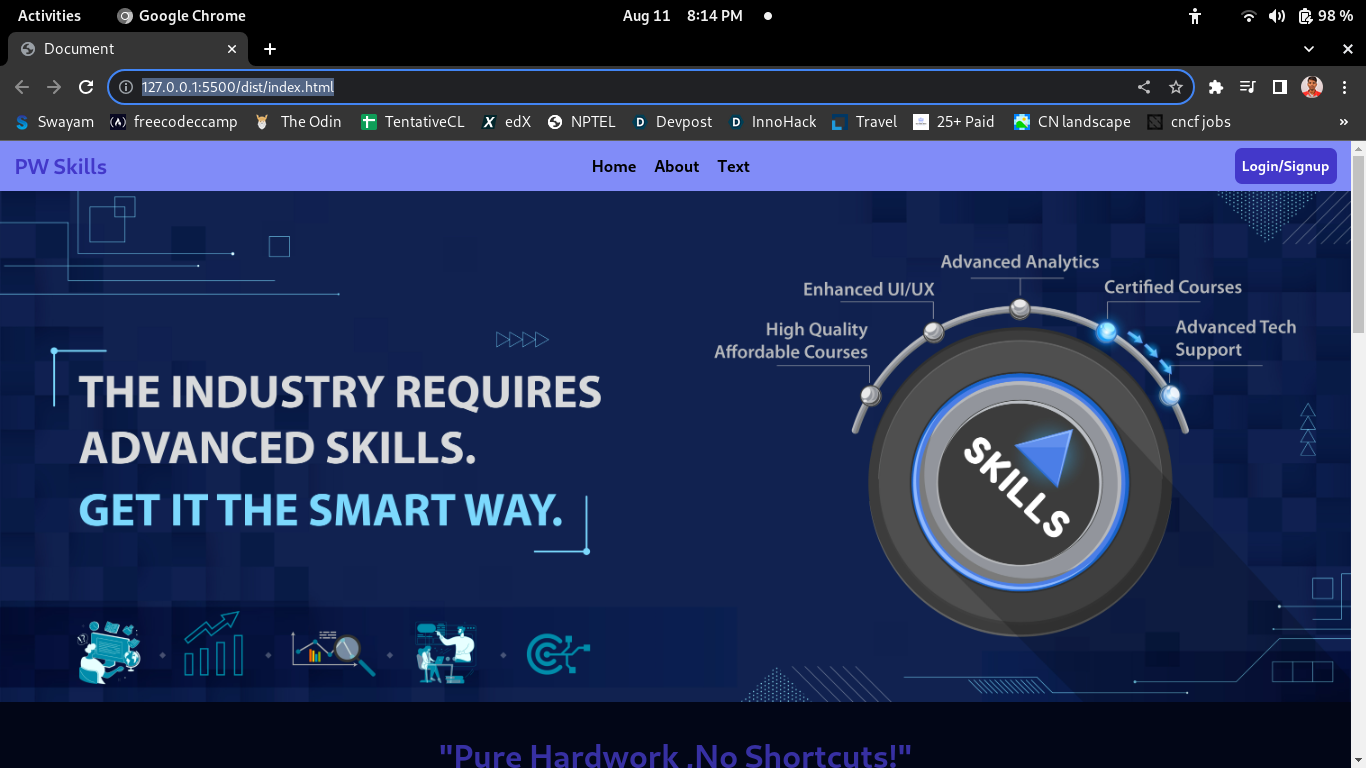 Activities
Google Chrome
Aug 11 8:14 PM
98 %
Document
127.0.0.1:5500/dist/index.html
Swayam
freecodeccamp
The Odin
TentativeCL
edX
NPTEL
Devpost
InnoHack
Travel
25+ Paid
CN landscape
cncf jobs
»
PW Skills
Home
About
Text
Login/Signup
Advanced Analytics
Enhanced UI/UX
Certified Courses
High Quality
Affordable Courses
Advanced Tech
Support
THE INDUSTRY REQUIRES
ADVANCED SKILLS.
GET IT THE SMART WAY.
SKILLS
"Pure Hardwork ,No Shortcuts!"